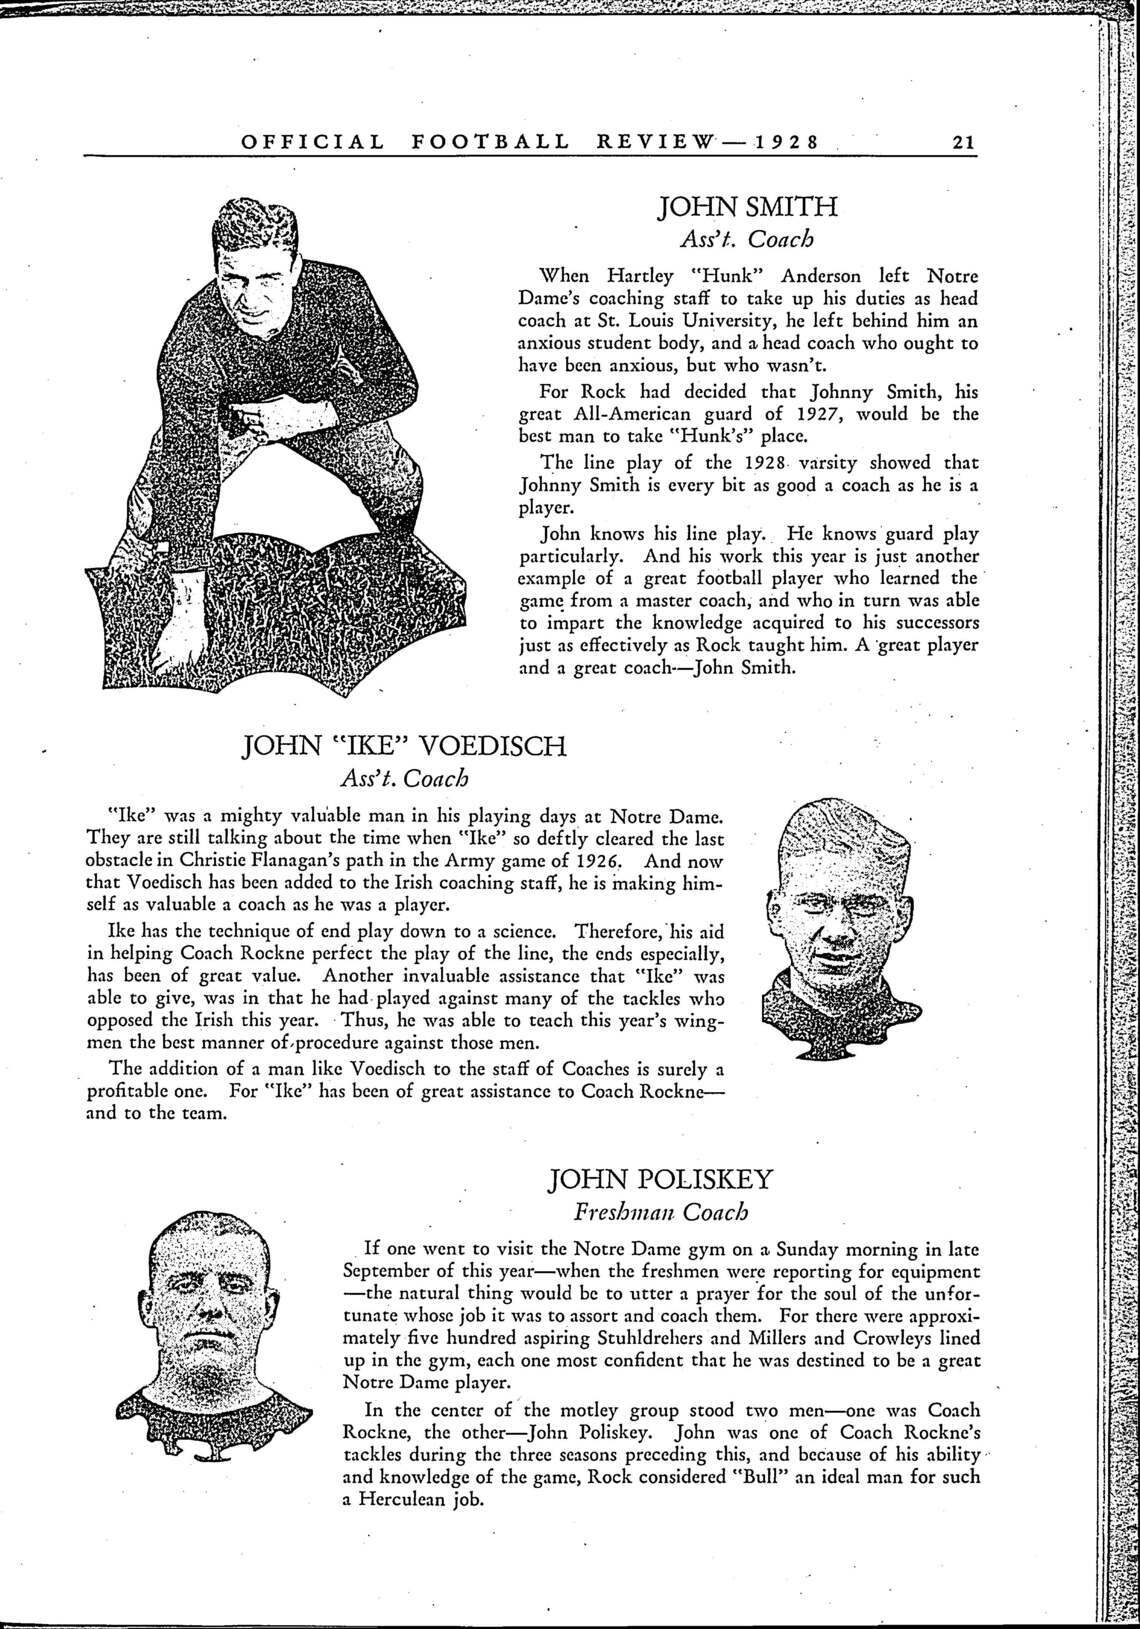 OFFICIAL FOOTBALL REVIEW—1928 21
JOHN SMITH
Ass't. Coach
When Hartley "Hunk" Anderson left Notre
Dame's coaching staff to take up his duties as head
coach at St. Louis University, he left behind him an
anxious student body, and a head coach who ought to
have been anxious, but who wasn't.
For Rock had decided that Johnny Smith, his
great All-American guard of 1927, would be the
best man to take "Hunk's" place.
The line play of the 1928 varsity showed that
Johnny Smith is every bit as good a coach as he is a
player.
John knows his line play. He knows guard play
particularly. And his work this year is just another
example of a great football player who learned the
game from a master coach, and who in turn was able
to impart the knowledge acquired to his successors
just as effectively as Rock taught him. A great player
and a great coach—John Smith.
JOHN "IKE" VOEDISCH
Ass't. Coach
"Ike" was a mighty valuable man in his playing days at Notre Dame.
They are still talking about the time when "Ike" so deftly cleared the last
obstacle in Christie Flanagan's path in the Army game of 1926. And now
that Voedisch has been added to the Irish coaching staff, he is making him-
self as valuable a coach as he was a player.
Ike has the technique of end play down to a science. Therefore, his aid
in helping Coach Rockne perfect the play of the line, the ends especially,
has been of great value. Another invaluable assistance that "Ike" was
able to give, was in that he had played against many of the tackles who
opposed the Irish this year. Thus, he was able to teach this year's wing-
men the best manner of procedure against those men.
The addition of a man like Voedisch to the staff of Coaches is surely a
profitable one. For "Ike" has been of great assistance to Coach Rockne—
and to the team.
JOHN POLISKEY
Freshman Coach
If one went to visit the Notre Dame gym on a Sunday morning in late
September of this year—when the freshmen were reporting for equipment
—the natural thing would be to utter a prayer for the soul of the unfor-
tunate whose job it was to assort and coach them. For there were approxi-
mately five hundred aspiring Stuhldrehers and Millers and Crowleys lined
up in the gym, each one most confident that he was destined to be a great
Notre Dame player.
In the center of the motley group stood two men—one was Coach
Rockne, the other—John Poliskey. John was one of Coach Rockne's
tackles during the three seasons preceding this, and because of his ability
and knowledge of the game, Rock considered "Bull" an ideal man for such
a Herculean job.